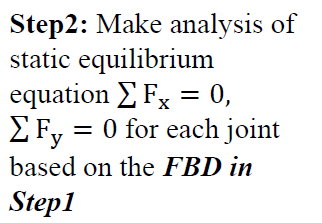 Step2: Make analysis of
static equilibrium
equation ∑ Fₓ = 0,
∑ Fᵧ = 0 for each joint
based on the FBD in
Step1